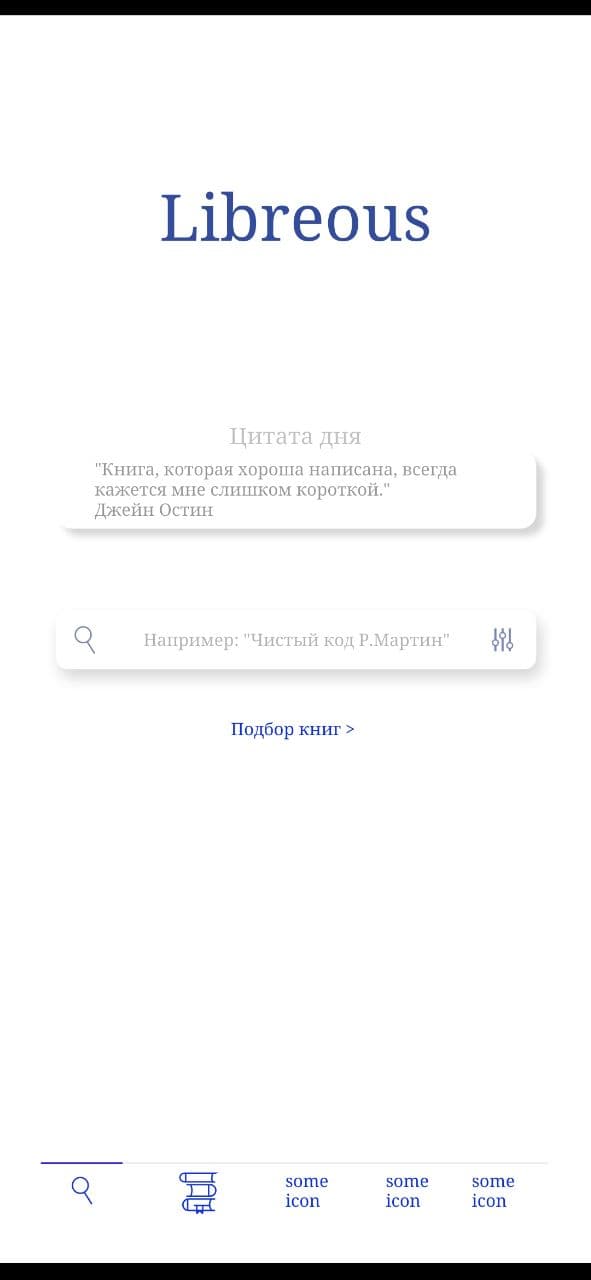 Libreous
Цитата дня
"Книга, которая хороша написана, всегда
кажется мне слишком короткой."
Джейн Остин
Например: "Чистый код Р.Мартин"
Подбор книг >
some
icon
some
icon
some
icon